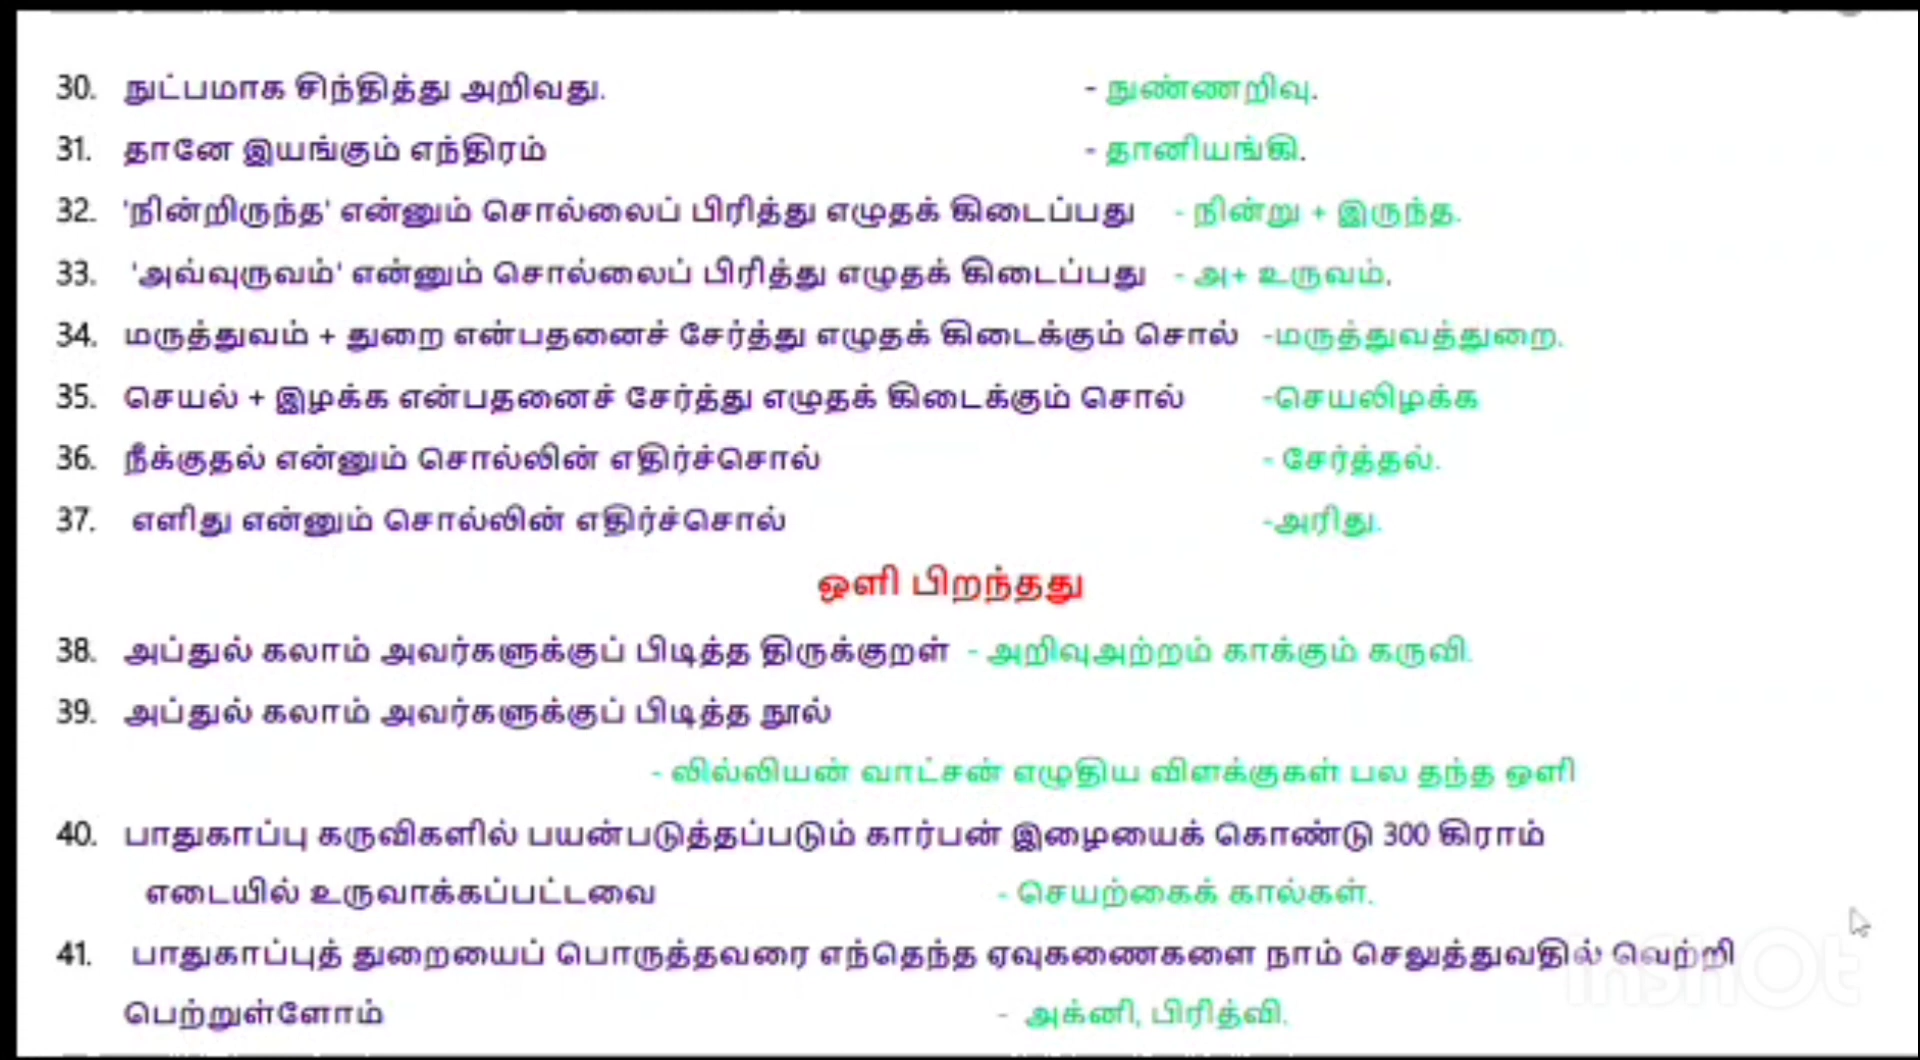 30. நுட்பமாக சிந்தித்து அறிவது. - நுண்ணறிவு.
31. தானே இயங்கும் எந்திரம் - தானியங்கி.
32. 'நின்றிருந்த' என்னும் சொல்லைப் பிரித்து எழுதக் கிடைப்பது - நின்று + இருந்த.
33. 'அவ்வுருவம்' என்னும் சொல்லைப் பிரித்து எழுதக் கிடைப்பது - அ+ உருவம்.
34. மருத்துவம் + துறை என்பதனைச் சேர்த்து எழுதக் கிடைக்கும் சொல் -மருத்துவத்துறை.
35. செயல் + இழக்க என்பதனைச் சேர்த்து எழுதக் கிடைக்கும் சொல் -செயலிழக்க
36. நீக்குதல் என்னும் சொல்லின் எதிர்ச்சொல் - சேர்த்தல்.
37. எளிது என்னும் சொல்லின் எதிர்ச்சொல் -அரிது.
ஒளி பிறந்தது
38. அப்துல் கலாம் அவர்களுக்குப் பிடித்த திருக்குறள் - அறிவுஅற்றம் காக்கும் கருவி.
39. அப்துல் கலாம் அவர்களுக்குப் பிடித்த நூல்
- லில்லியன் வாட்சன் எழுதிய விளக்குகள் பல தந்த ஒளி
40. பாதுகாப்பு கருவிகளில் பயன்படுத்தப்படும் கார்பன் இழையைக் கொண்டு 300 கிராம்
எடையில் உருவாக்கப்பட்டவை - செயற்கைக் கால்கள்.
41. பாதுகாப்புத் துறையைப் பொருத்தவரை எந்தெந்த ஏவுகணைகளை நாம் செலுத்துவதில் வெற்றி
பெற்றுள்ளோம் - அக்னி, பிரித்வி.
InShOt